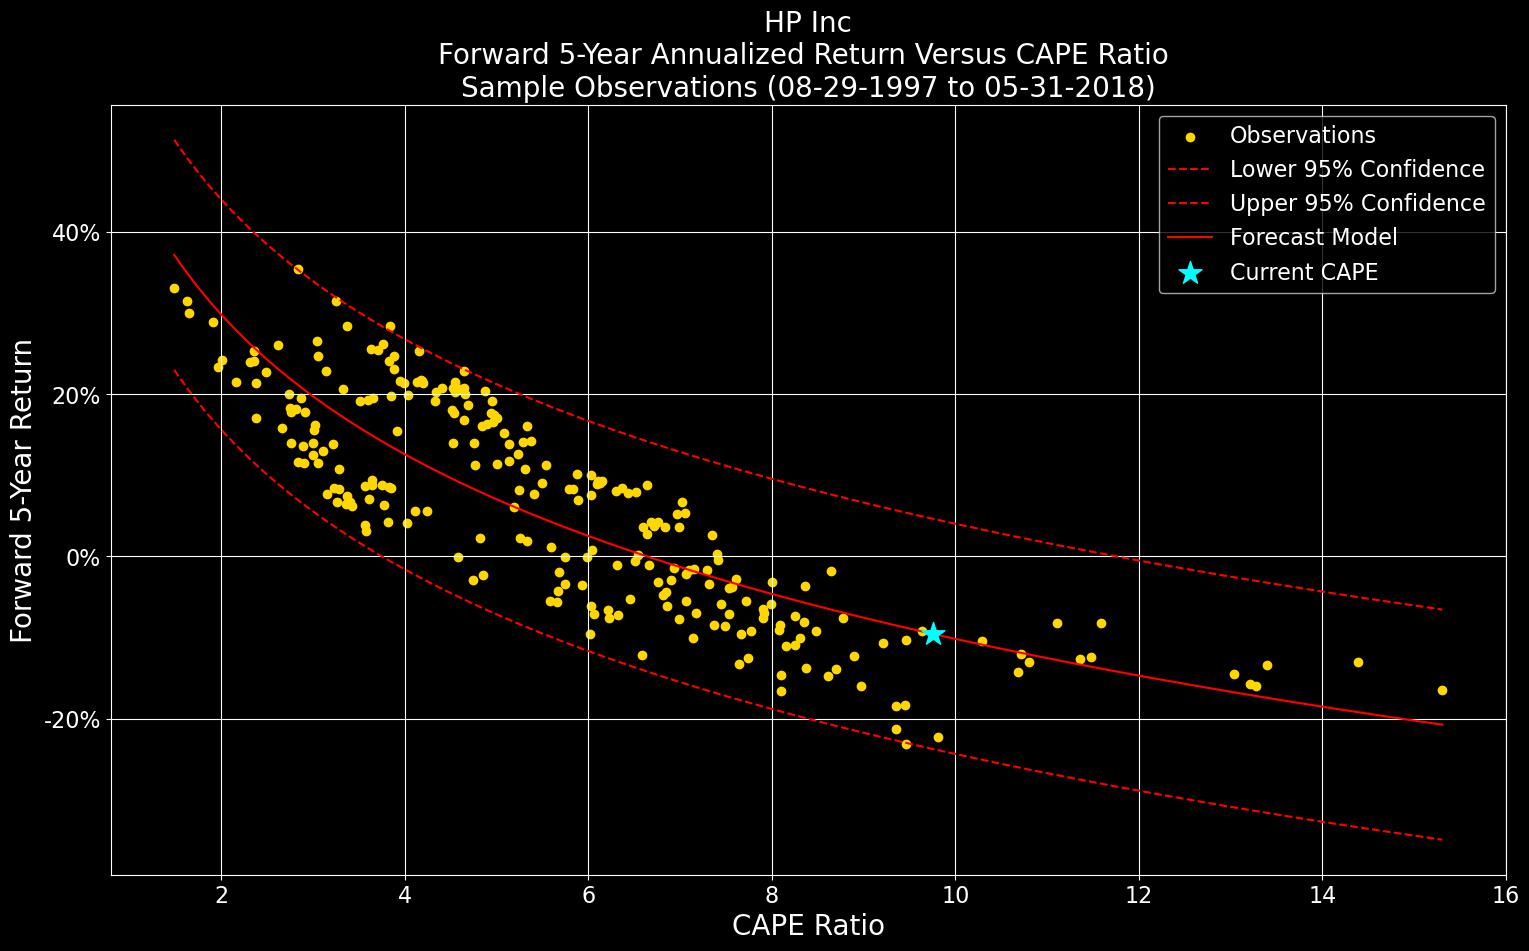 HP Inc
Forward 5-Year Annualized Return Versus CAPE Ratio
Sample Observations (08-29-1997 to 05-31-2018)
Observations
Lower 95% Confidence
Upper 95% Confidence
Forecast Model
Current CAPE
Forward 5-Year Return
40%
20%
0%
-20%
2 4 6 8 10 12 14 16
CAPE Ratio